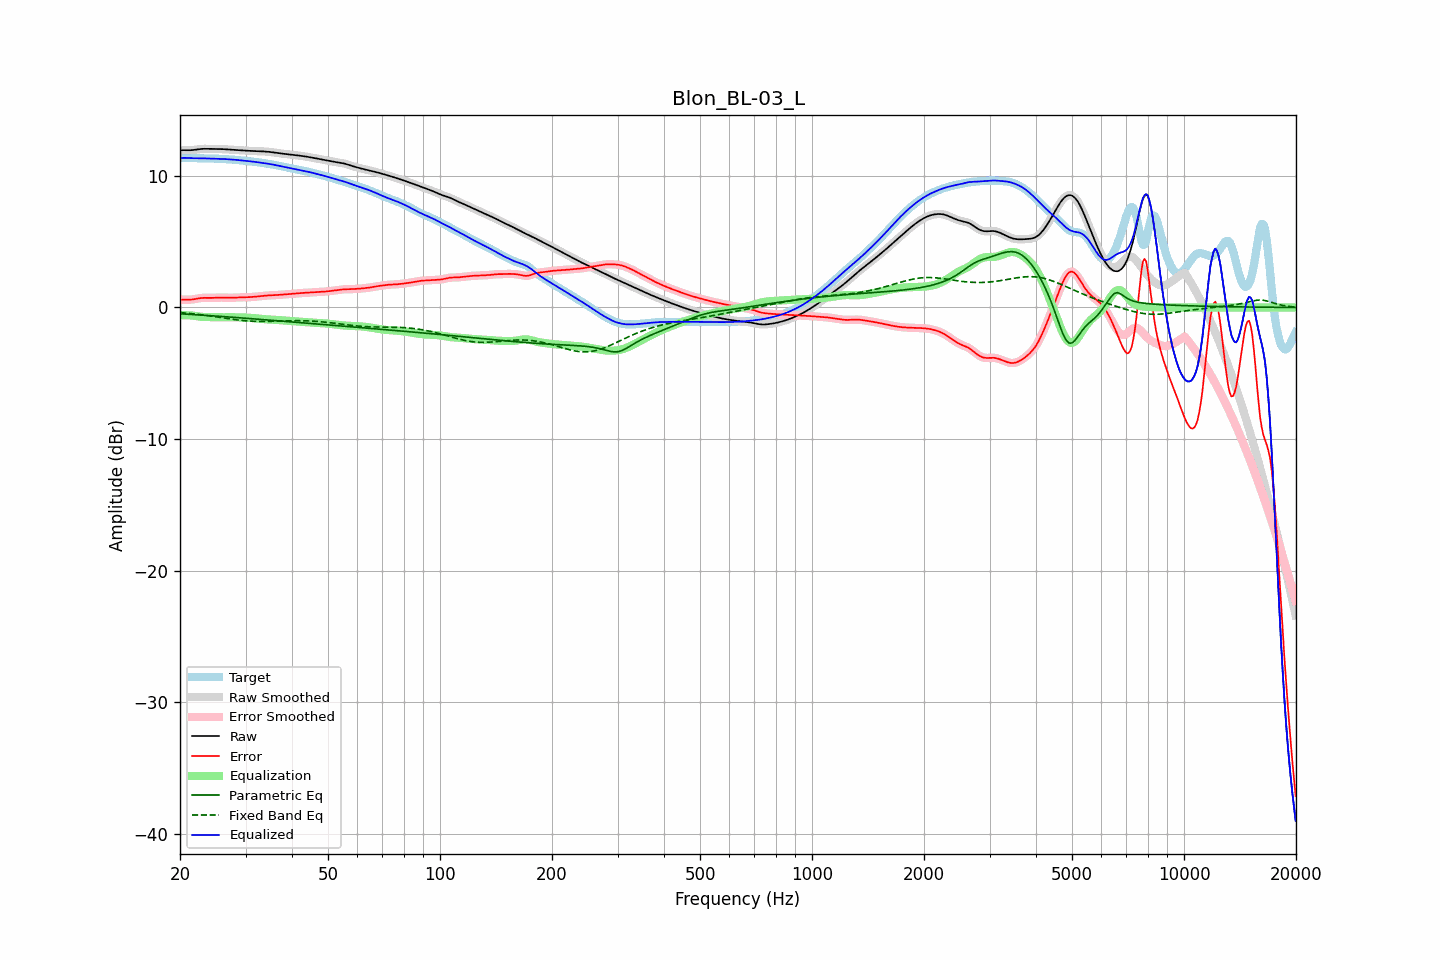 Blon_BL-03_L
Amplitude (dBr)
10
0
−10
−20
−30
−40
Target
Raw Smoothed
Error Smoothed
Raw
Error
Equalization
Parametric Eq
Fixed Band Eq
Equalized
20 50 100 200 500 1000 2000 5000 10000 20000
Frequency (Hz)